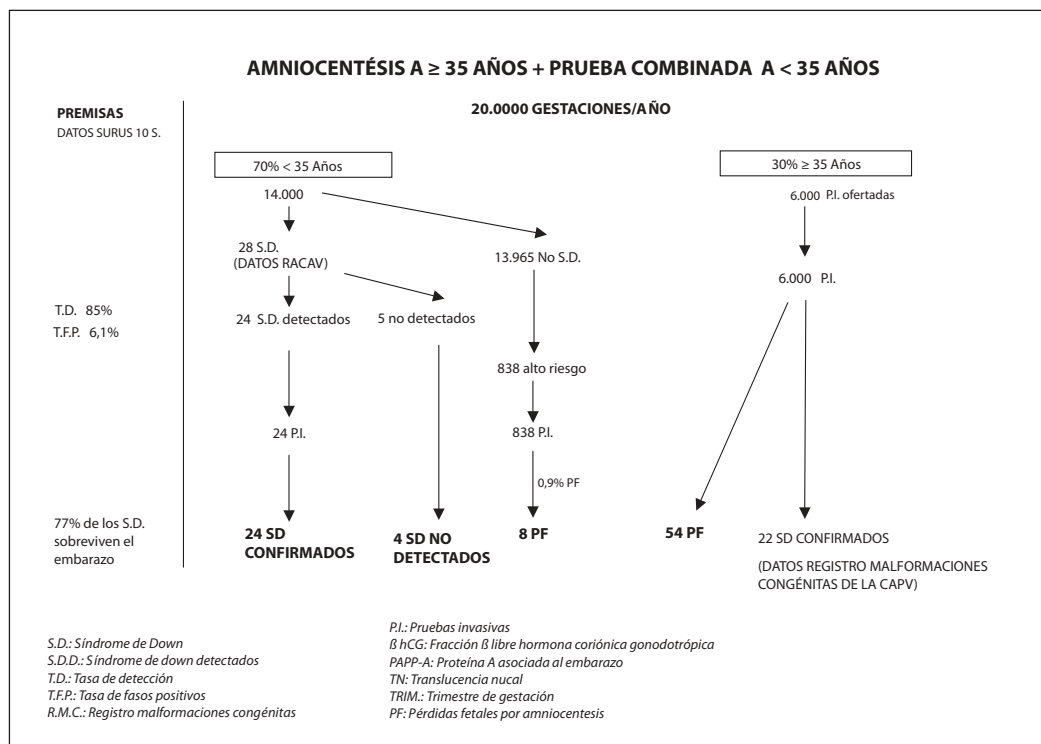 AMNIOCENTÉSIS A ≥ 35 AÑOS + PRUEBA COMBINADA A < 35 AÑOS
PREMISAS
DATOS SURUS 10 S.
20.0000 GESTACIONES/AÑO
70% < 35 Años
30% ≥ 35 Años
14.000
6.000 P.I. ofertadas
28 S.D.
(DATOS RACAV)
13.965 No S.D.
6.000 P.I.
T.D. 85%
T.F.P. 6,1%
24 S.D. detectados
5 no detectados
838 alto riesgo
24 P.I.
838 P.I.
0,9% PF
77% de los S.D.
sobreviven el
embarazo
24 SD
CONFIRMADOS
4 SD NO
DETECTADOS
8 PF
54 PF
22 SD CONFIRMADOS
(DATOS REGISTRO MALFORMACIONES
CONGÉNITAS DE LA CAPV)
S.D.: Síndrome de Down
S.D.D.: Síndrome de down detectados
T.D.: Tasa de detección
T.F.P.: Tasa de fasos positivos
R.M.C.: Registro malformaciones congénitas
P.I.: Pruebas invasivas
ß hCG: Fracción ß libre hormona coriónica gonodotrópica
PAPP-A: Proteína A asociada al embarazo
TN: Translucencia nucal
TRIM.: Trimestre de gestación
PF: Pérdidas fetales por amniocentesis